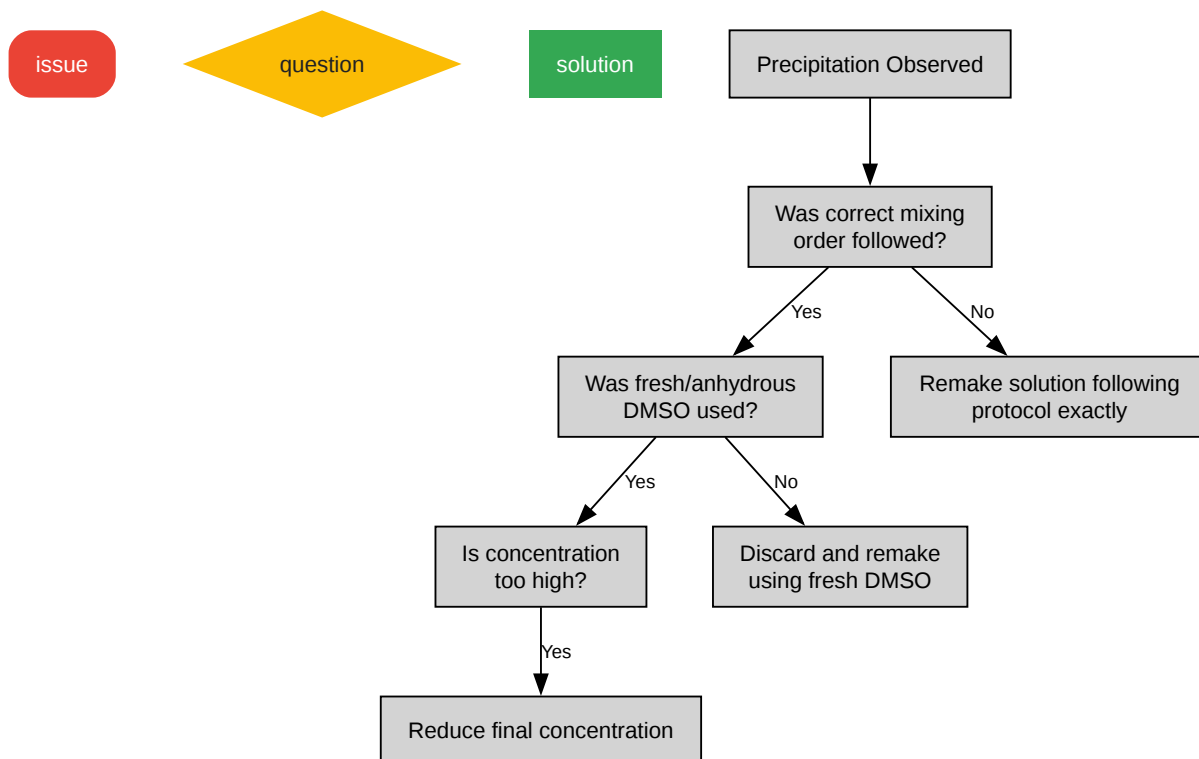 issue
question
solution
Precipitation Observed
Was correct mixing
order followed?
Yes
No
Was fresh/anhydrous
DMSO used?
Remake solution following
protocol exactly
Yes
No
Is concentration
too high?
Discard and remake
using fresh DMSO
Yes
Reduce final concentration